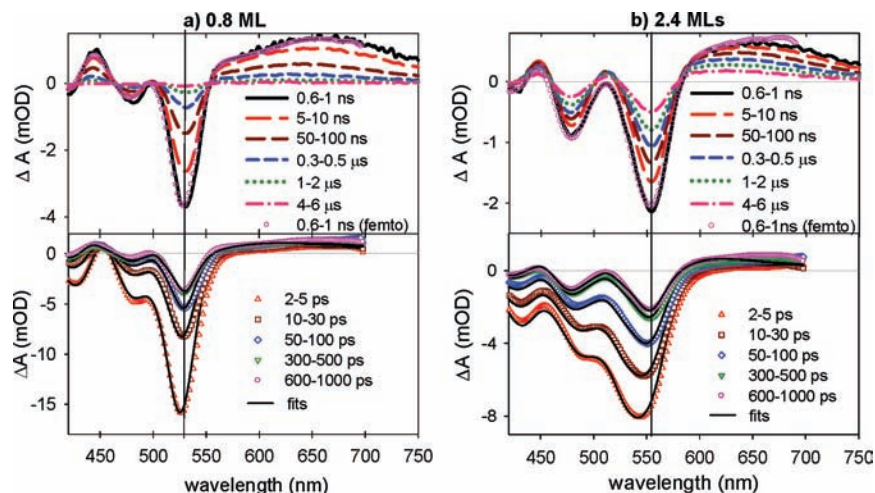 a) 0.8 ML
b) 2.4 MLs
0
-2
-4
Δ A (mOD)
0.6-1 ns
5-10 ns
50-100 ns
0.3-0.5 µs
1-2 µs
4-6 µs
0.6-1 ns (femto)
0
-5
-10
-15
ΔA (mOD)
2-5 ps
10-30 ps
50-100 ps
300-500 ps
600-1000 ps
fits
450 500 550 600 650 700 750
wavelength (nm)
0
-1
-2
Δ A (mOD)
0.6-1 ns
5-10 ns
50-100 ns
0.3-0.5 µs
1-2 µs
4-6 µs
0.6-1ns (femto)
0
-4
-8
ΔA (mOD)
2-5 ps
10-30 ps
50-100 ps
300-500 ps
600-1000 ps
fits
450 500 550 600 650 700 750
wavelength (nm)